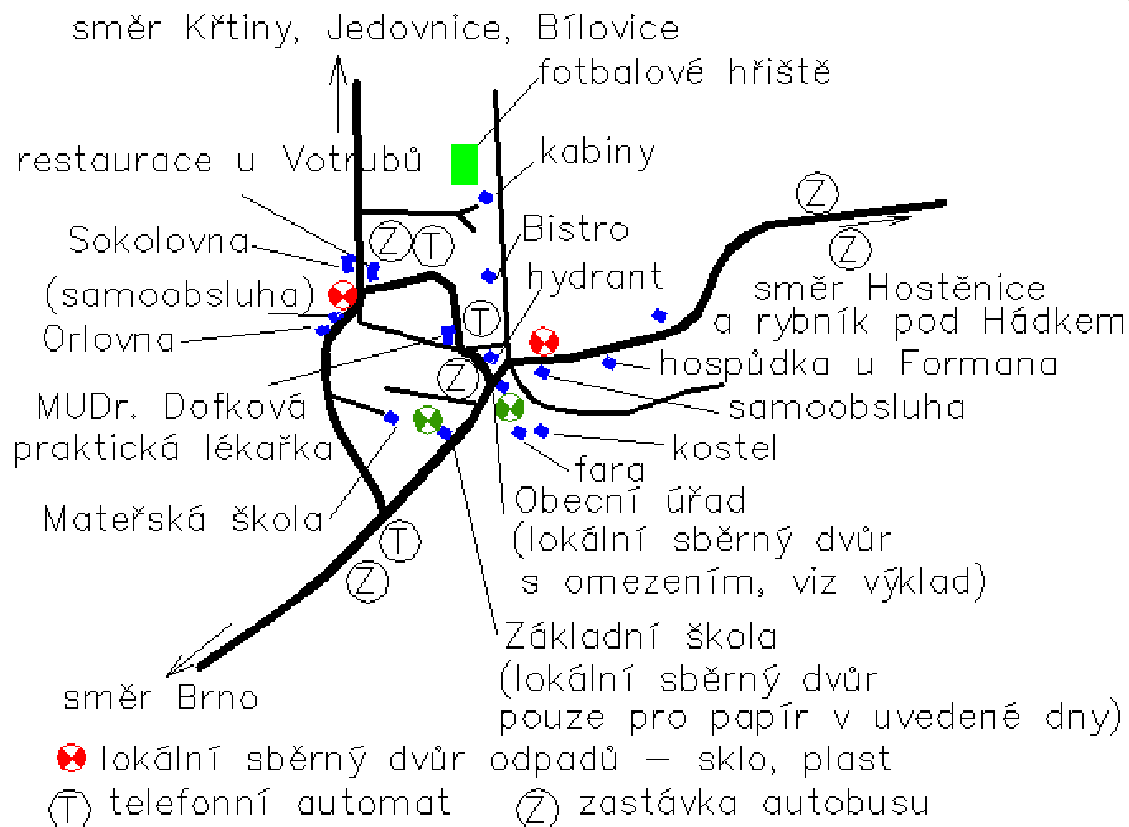 směr Křtiny, Jedovnice, Bílovice
fotbalové hřiště
restaurace u Votrubů
kabiny
Z
Sokolovna
Z T
Bistro
Z
(samoobsluha)
hydrant
směr Hostěnice
Orlovna
T
a rybník pod Hádkem
hospůdka u Formana
Z
MUDr. Dofková
praktická lékařka
samoobsluha
kostel
fara
Mateřská škola
Obecní úřad
(lokální sběrný dvůr
s omezením, viz výklad)
T
Z
Základní škola
(lokální sběrný dvůr
pouze pro papír v uvedené dny)
směr Brno
lokální sběrný dvůr odpadů – sklo, plast
T telefonní automat
Z zastávka autobusu